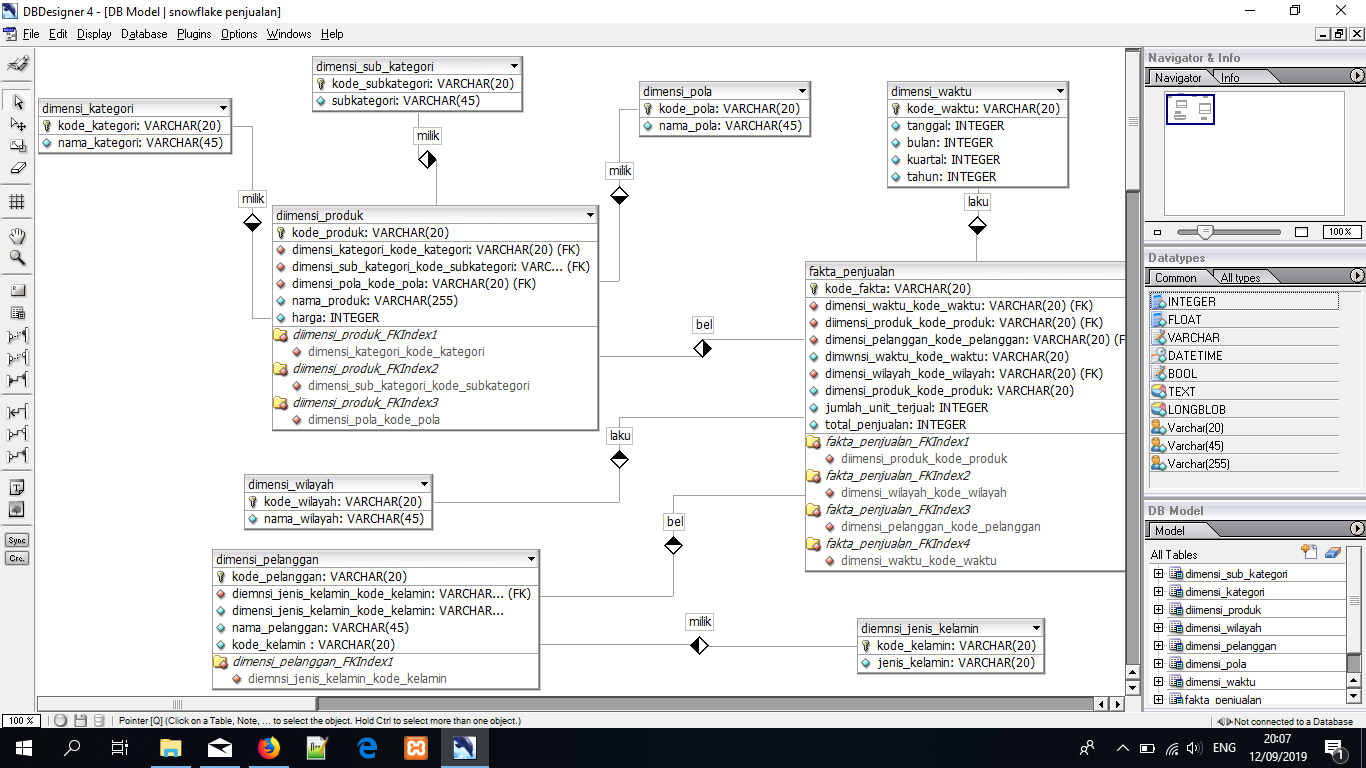 DBDesigner 4 - [DB Model | snowflake penjualan]
File Edit Display Database Plugins Options Windows Help
dimensi_sub_kategori
kode_subkategori: VARCHAR(20)
subkategori: VARCHAR(45)
dimensi_kategori
kode_kategori: VARCHAR(20)
nama_kategori: VARCHAR(45)
dimensi_pola
kode_pola: VARCHAR(20)
nama_pola: VARCHAR(45)
dimensi_waktu
kode_waktu: VARCHAR(20)
tanggal: INTEGER
bulan: INTEGER
kuartal: INTEGER
tahun: INTEGER
milik
milik
milik
laku
diimensi_produk
kode_produk: VARCHAR(20)
dimensi_kategori_kode_kategori: VARCHAR(20) (FK)
dimensi_sub_kategori_kode_subkategori: VARC... (FK)
dimensi_pola_kode_pola: VARCHAR(20) (FK)
nama_produk: VARCHAR(255)
harga: INTEGER
diimensi_produk_FKIndex1
dimensi_kategori_kode_kategori
diimensi_produk_FKIndex2
dimensi_sub_kategori_kode_subkategori
diimensi_produk_FKIndex3
dimensi_pola_kode_pola
fakta_penjualan
kode_fakta: VARCHAR(20)
dimensi_waktu_kode_waktu: VARCHAR(20) (FK)
diimensi_produk_kode_produk: VARCHAR(20) (FK)
dimensi_pelanggan_kode_pelanggan: VARCHAR(20) (F
dimwnsi_waktu_kode_waktu: VARCHAR(20)
dimensi_wilayah_kode_wilayah: VARCHAR(20) (FK)
dimensi_produk_kode_produk: VARCHAR(20)
jumlah_unit_terjual: INTEGER
total_penjualan: INTEGER
fakta_penjualan_FKIndex1
diimensi_produk_kode_produk
fakta_penjualan_FKIndex2
dimensi_wilayah_kode_wilayah
fakta_penjualan_FKIndex3
dimensi_pelanggan_kode_pelanggan
fakta_penjualan_FKIndex4
dimensi_waktu_kode_waktu
bel
laku
bel
milik
dimensi_wilayah
kode_wilayah: VARCHAR(20)
nama_wilayah: VARCHAR(45)
dimensi_pelanggan
kode_pelanggan: VARCHAR(20)
diemnsi_jenis_kelamin_kode_kelamin: VARCHAR... (FK)
dimensi_jenis_kelamin_kode_kelamin: VARCHAR...
nama_pelanggan: VARCHAR(45)
kode_kelamin : VARCHAR(20)
dimensi_pelanggan_FKIndex1
diemnsi_jenis_kelamin_kode_kelamin
diemnsi_jenis_kelamin
kode_kelamin: VARCHAR(20)
jenis_kelamin: VARCHAR(20)
Sync
Cre.
Navigator & Info
Navigator Info
100%
Datatypes
Common All types
INTEGER
FLOAT
VARCHAR
DATETIME
BOOL
TEXT
LONGBLOB
Varchar(20)
Varchar(45)
Varchar(255)
DB Model
Model
All Tables
dimensi_sub_kategori
dimensi_kategori
diimensi_produk
dimensi_wilayah
dimensi_pelanggan
dimensi_pola
dimensi_waktu
fakta_penjualan
100 % Pointer [Q] (Click on a Table, Note, ... to select the object. Hold Ctrl to select more than one object.) Not connected to a Database
ENG 20:07
12/09/2019
1